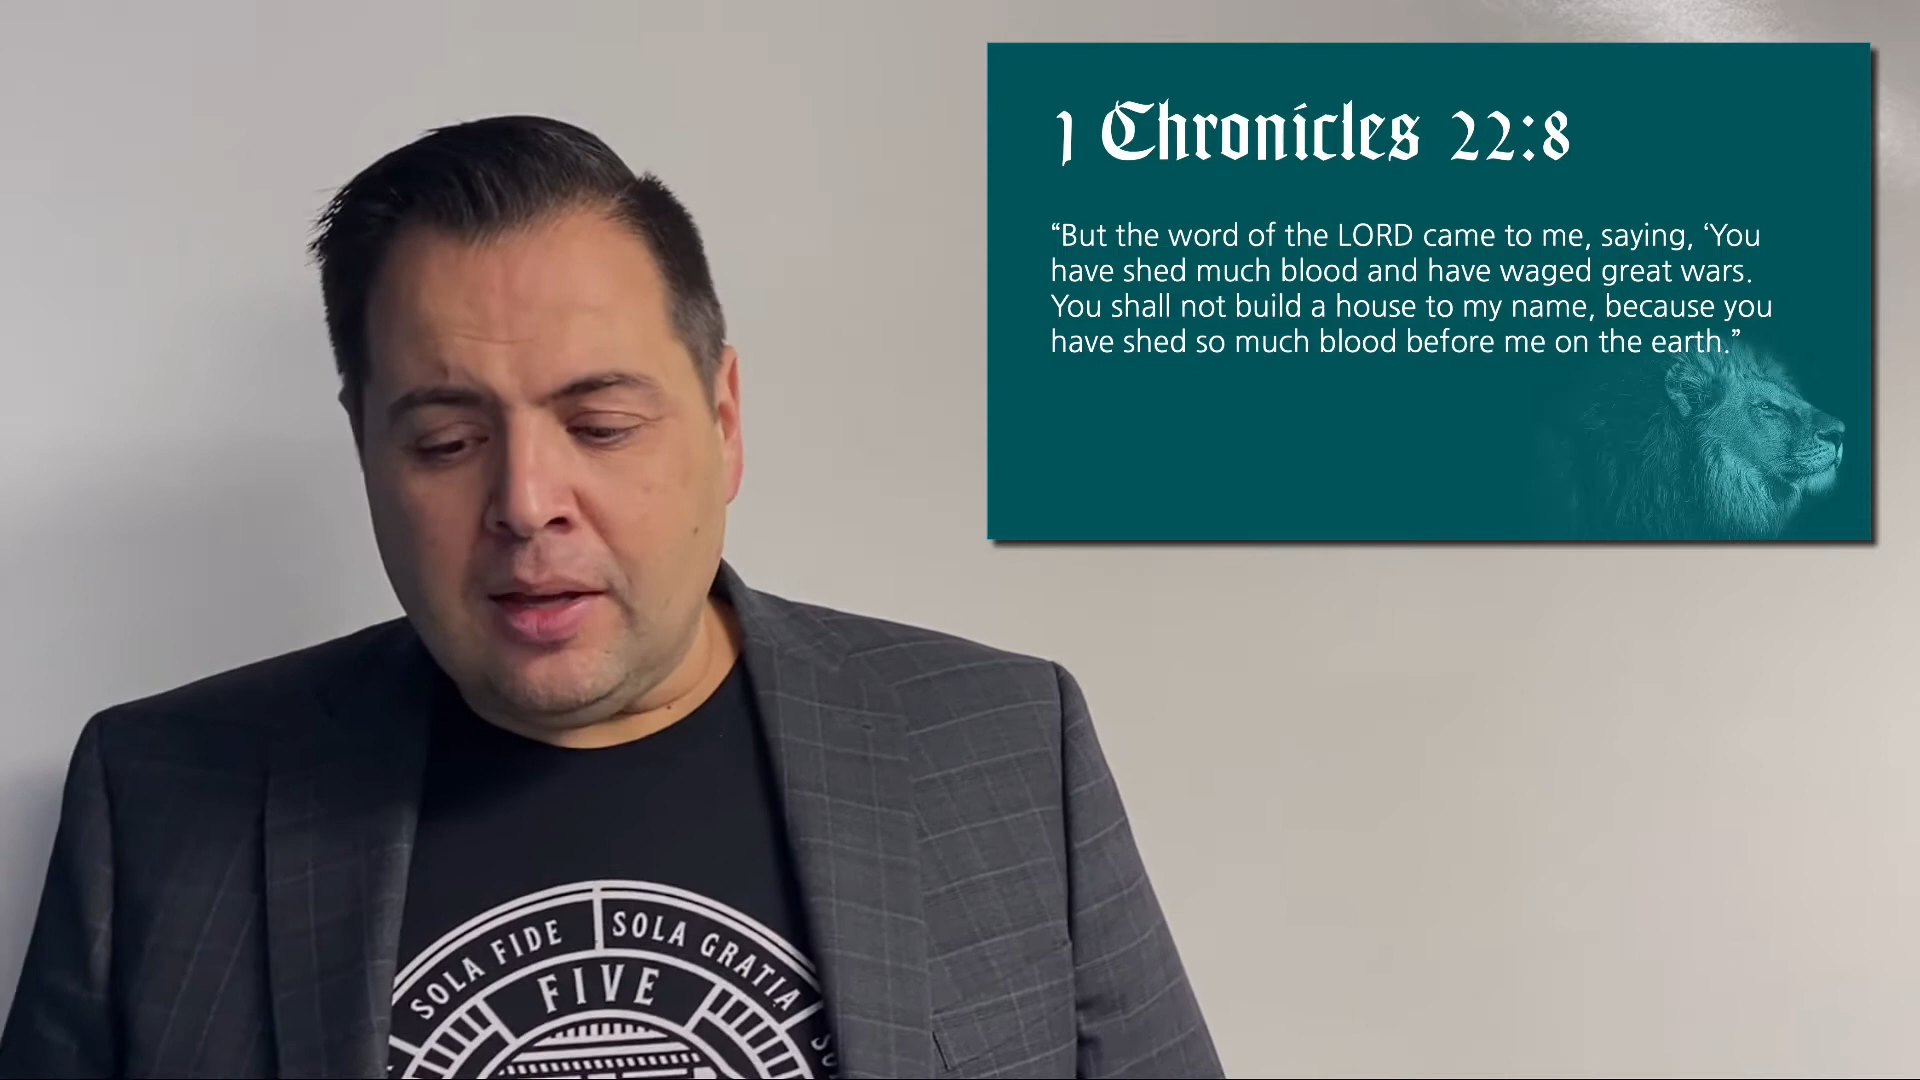 1 Chronicles 22:8
“But the word of the LORD came to me, saying, ‘You
have shed much blood and have waged great wars.
You shall not build a house to my name, because you
have shed so much blood before me on the earth.”
SOLA FIDE
SOLA GRATIA
FIVE